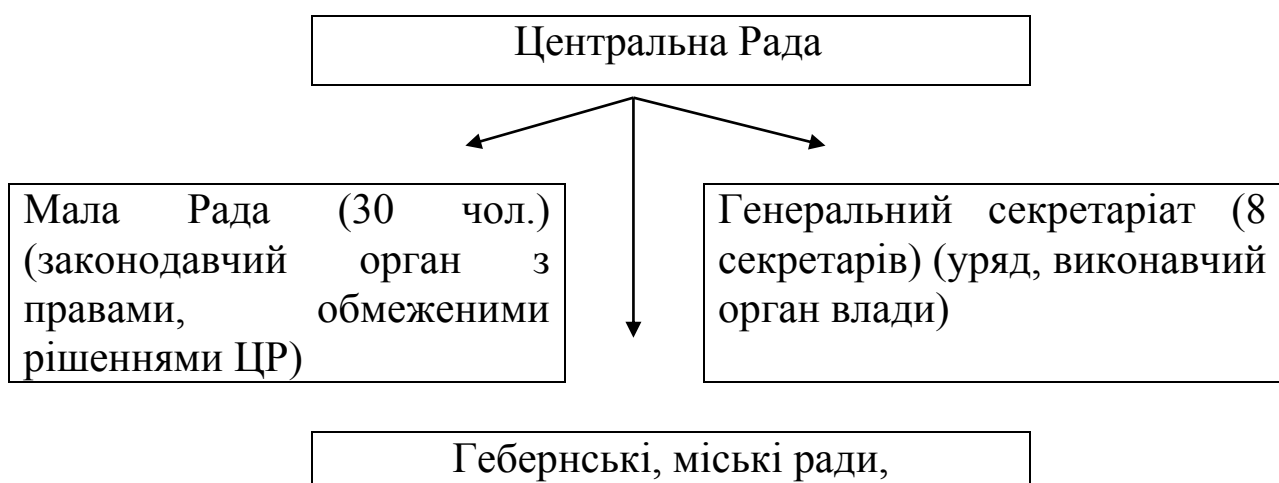 Центральна Рада
Мала Рада (30 чол.)
(законодавчий орган з
правами, обмеженими
рішеннями ЦР)
Генеральний секретаріат (8
секретарів) (уряд, виконавчий
орган влади)
Гебернські, міські ради,